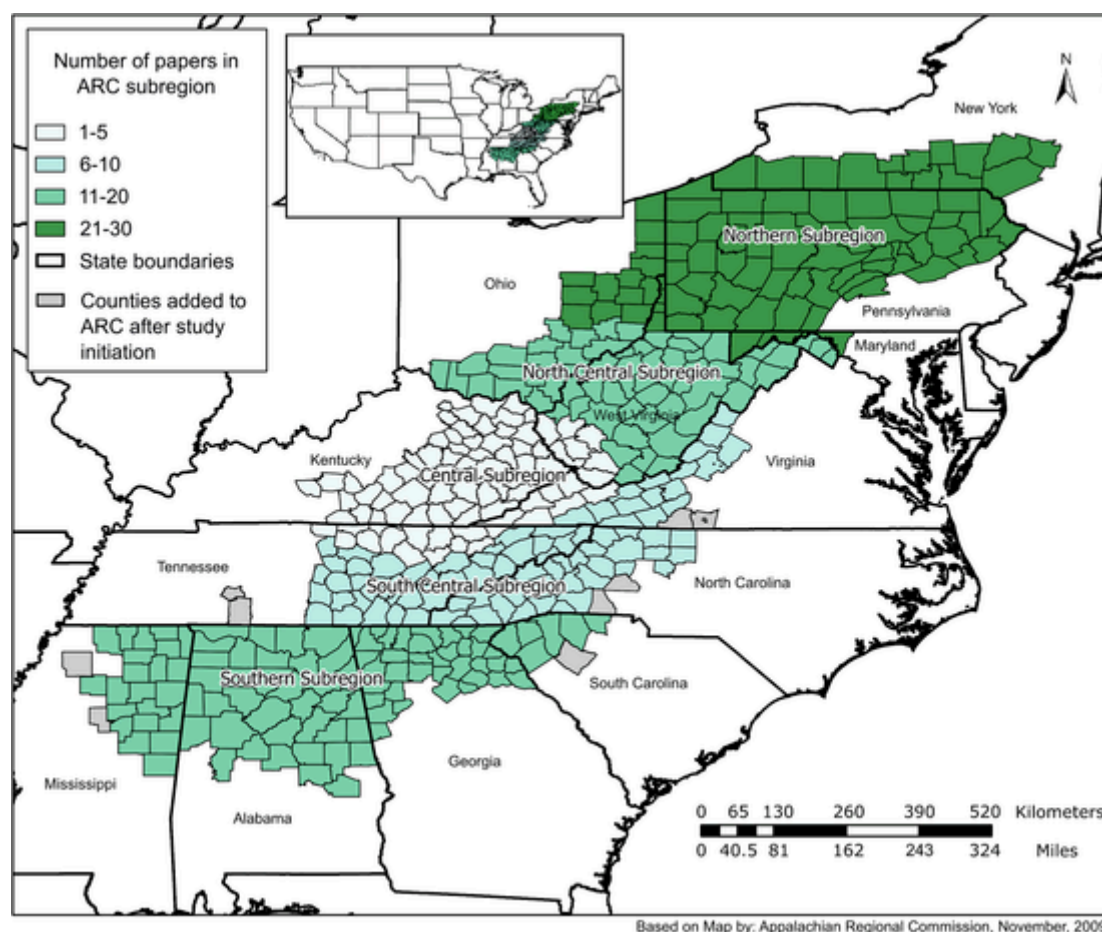 Number of papers in
ARC subregion
1-5
6-10
11-20
21-30
State boundaries
Counties added to
ARC after study
initiation
N
New York
Northern Subregion
Ohio
Pennsylvania
Maryland
North Central Subregion
West Virginia
Kentucky
Central Subregion
Virginia
Tennessee
South Central Subregion
North Carolina
Southern Subregion
South Carolina
Georgia
Mississippi
Alabama
0 65 130 260 390 520 Kilometers
0 40.5 81 162 243 324 Miles
Based on Map by: Appalachian Regional Commission, November, 2009